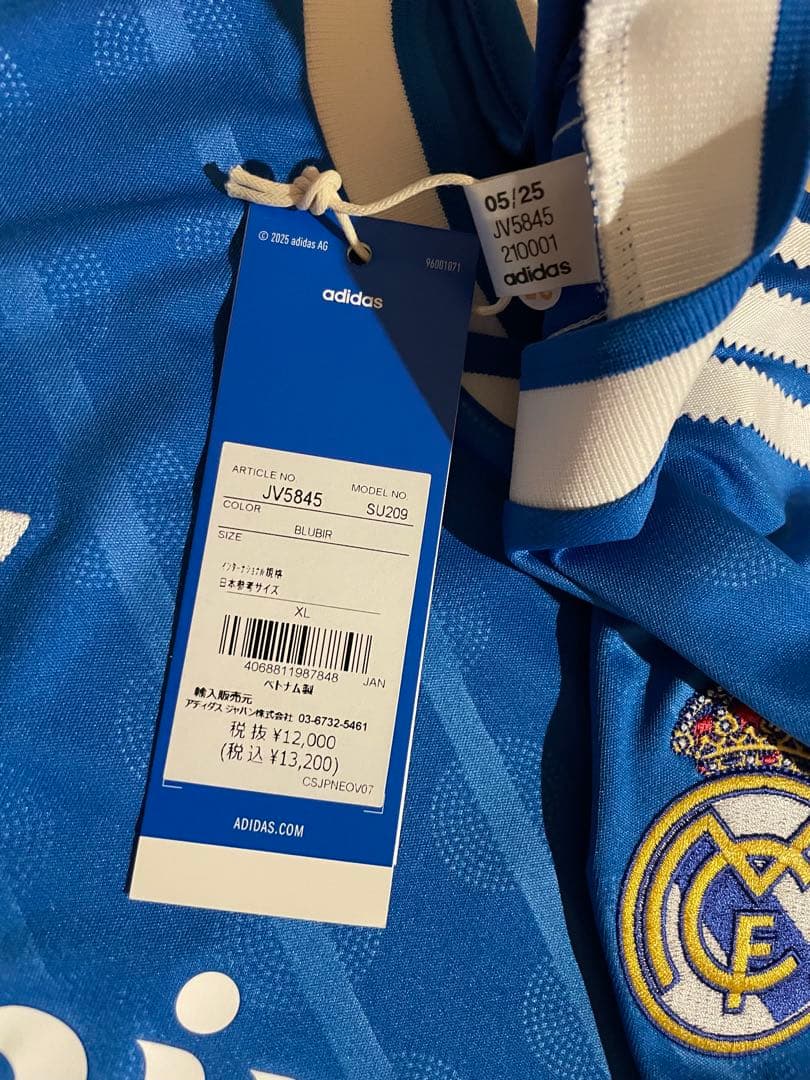 05/25
JV5845
210001
adidas
© 2025 adidas AG
96001071
adidas
ARTICLE NO
MODEL NO.
JV5845
SU209
COLOR
BLUBIR
SIZE
インターナショナル規格
日本参考サイズ
XL
4068811987848
JAN
ベトナム製
輸入販売元
アディダス ジャパン株式会社 03-6732-5461
税抜 ¥12,000
(税込 ¥13,200)
CSJPNEOV07
ADIDAS.COM